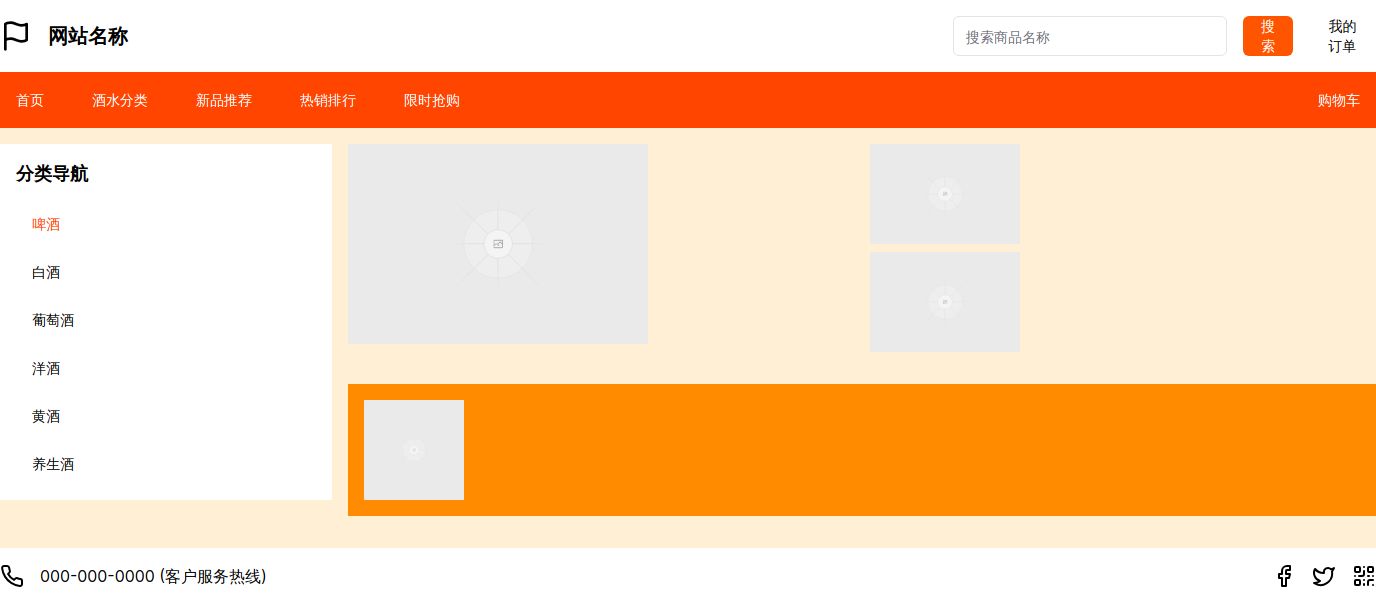 网站名称
搜索商品名称
搜
索
我的
订单
首页
酒水分类
新品推荐
热销排行
限时抢购
购物车
分类导航
啤酒
白酒
葡萄酒
洋酒
黄酒
养生酒
000-000-0000 (客户服务热线)